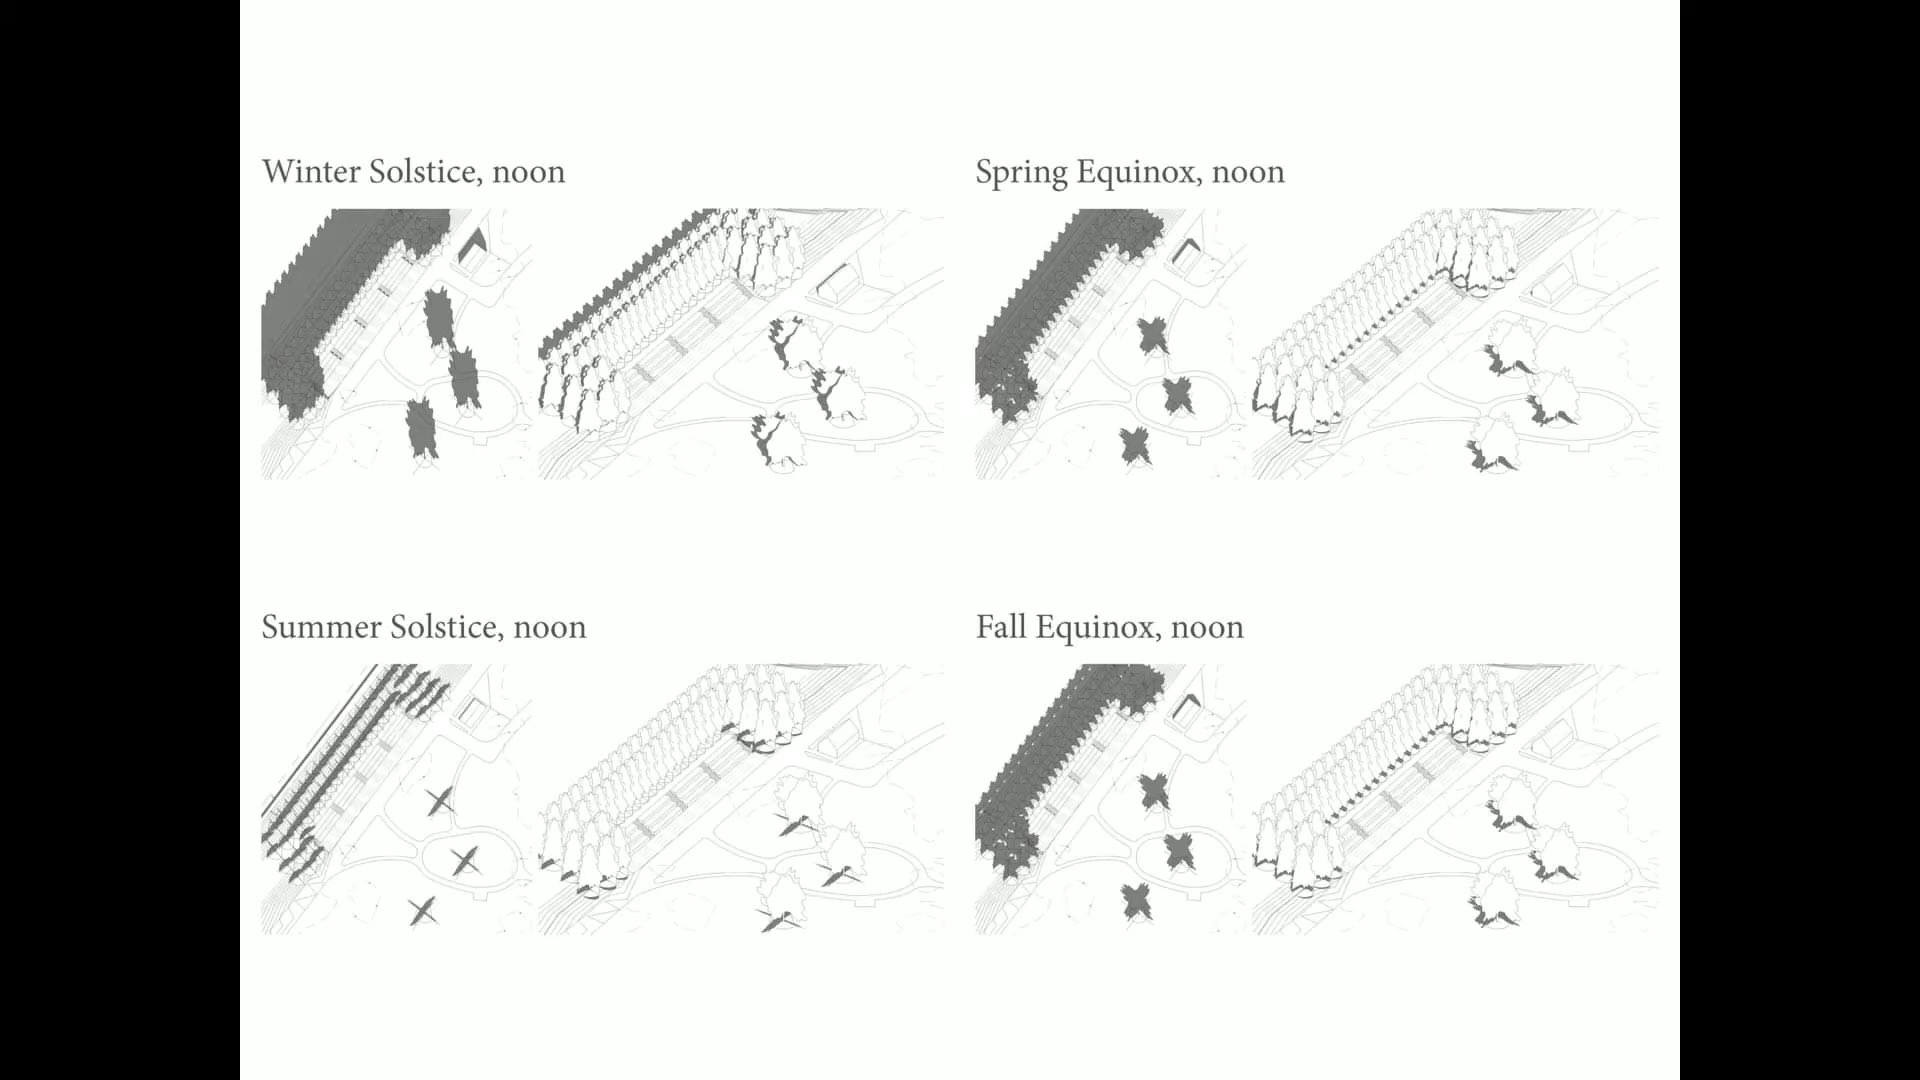 Winter Solstice, noon
Spring Equinox, noon
Summer Solstice, noon
Fall Equinox, noon